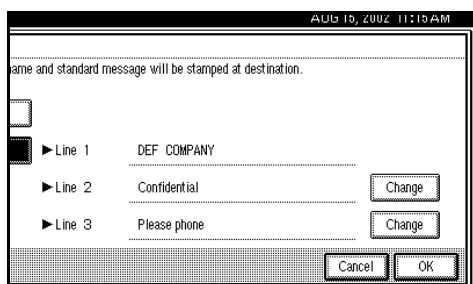 AUG 15, 2002 11:15AM
name and standard message will be stamped at destination.
►Line 1 DEF COMPANY
►Line 2 Confidential Change
►Line 3 Please phone Change
Cancel OK